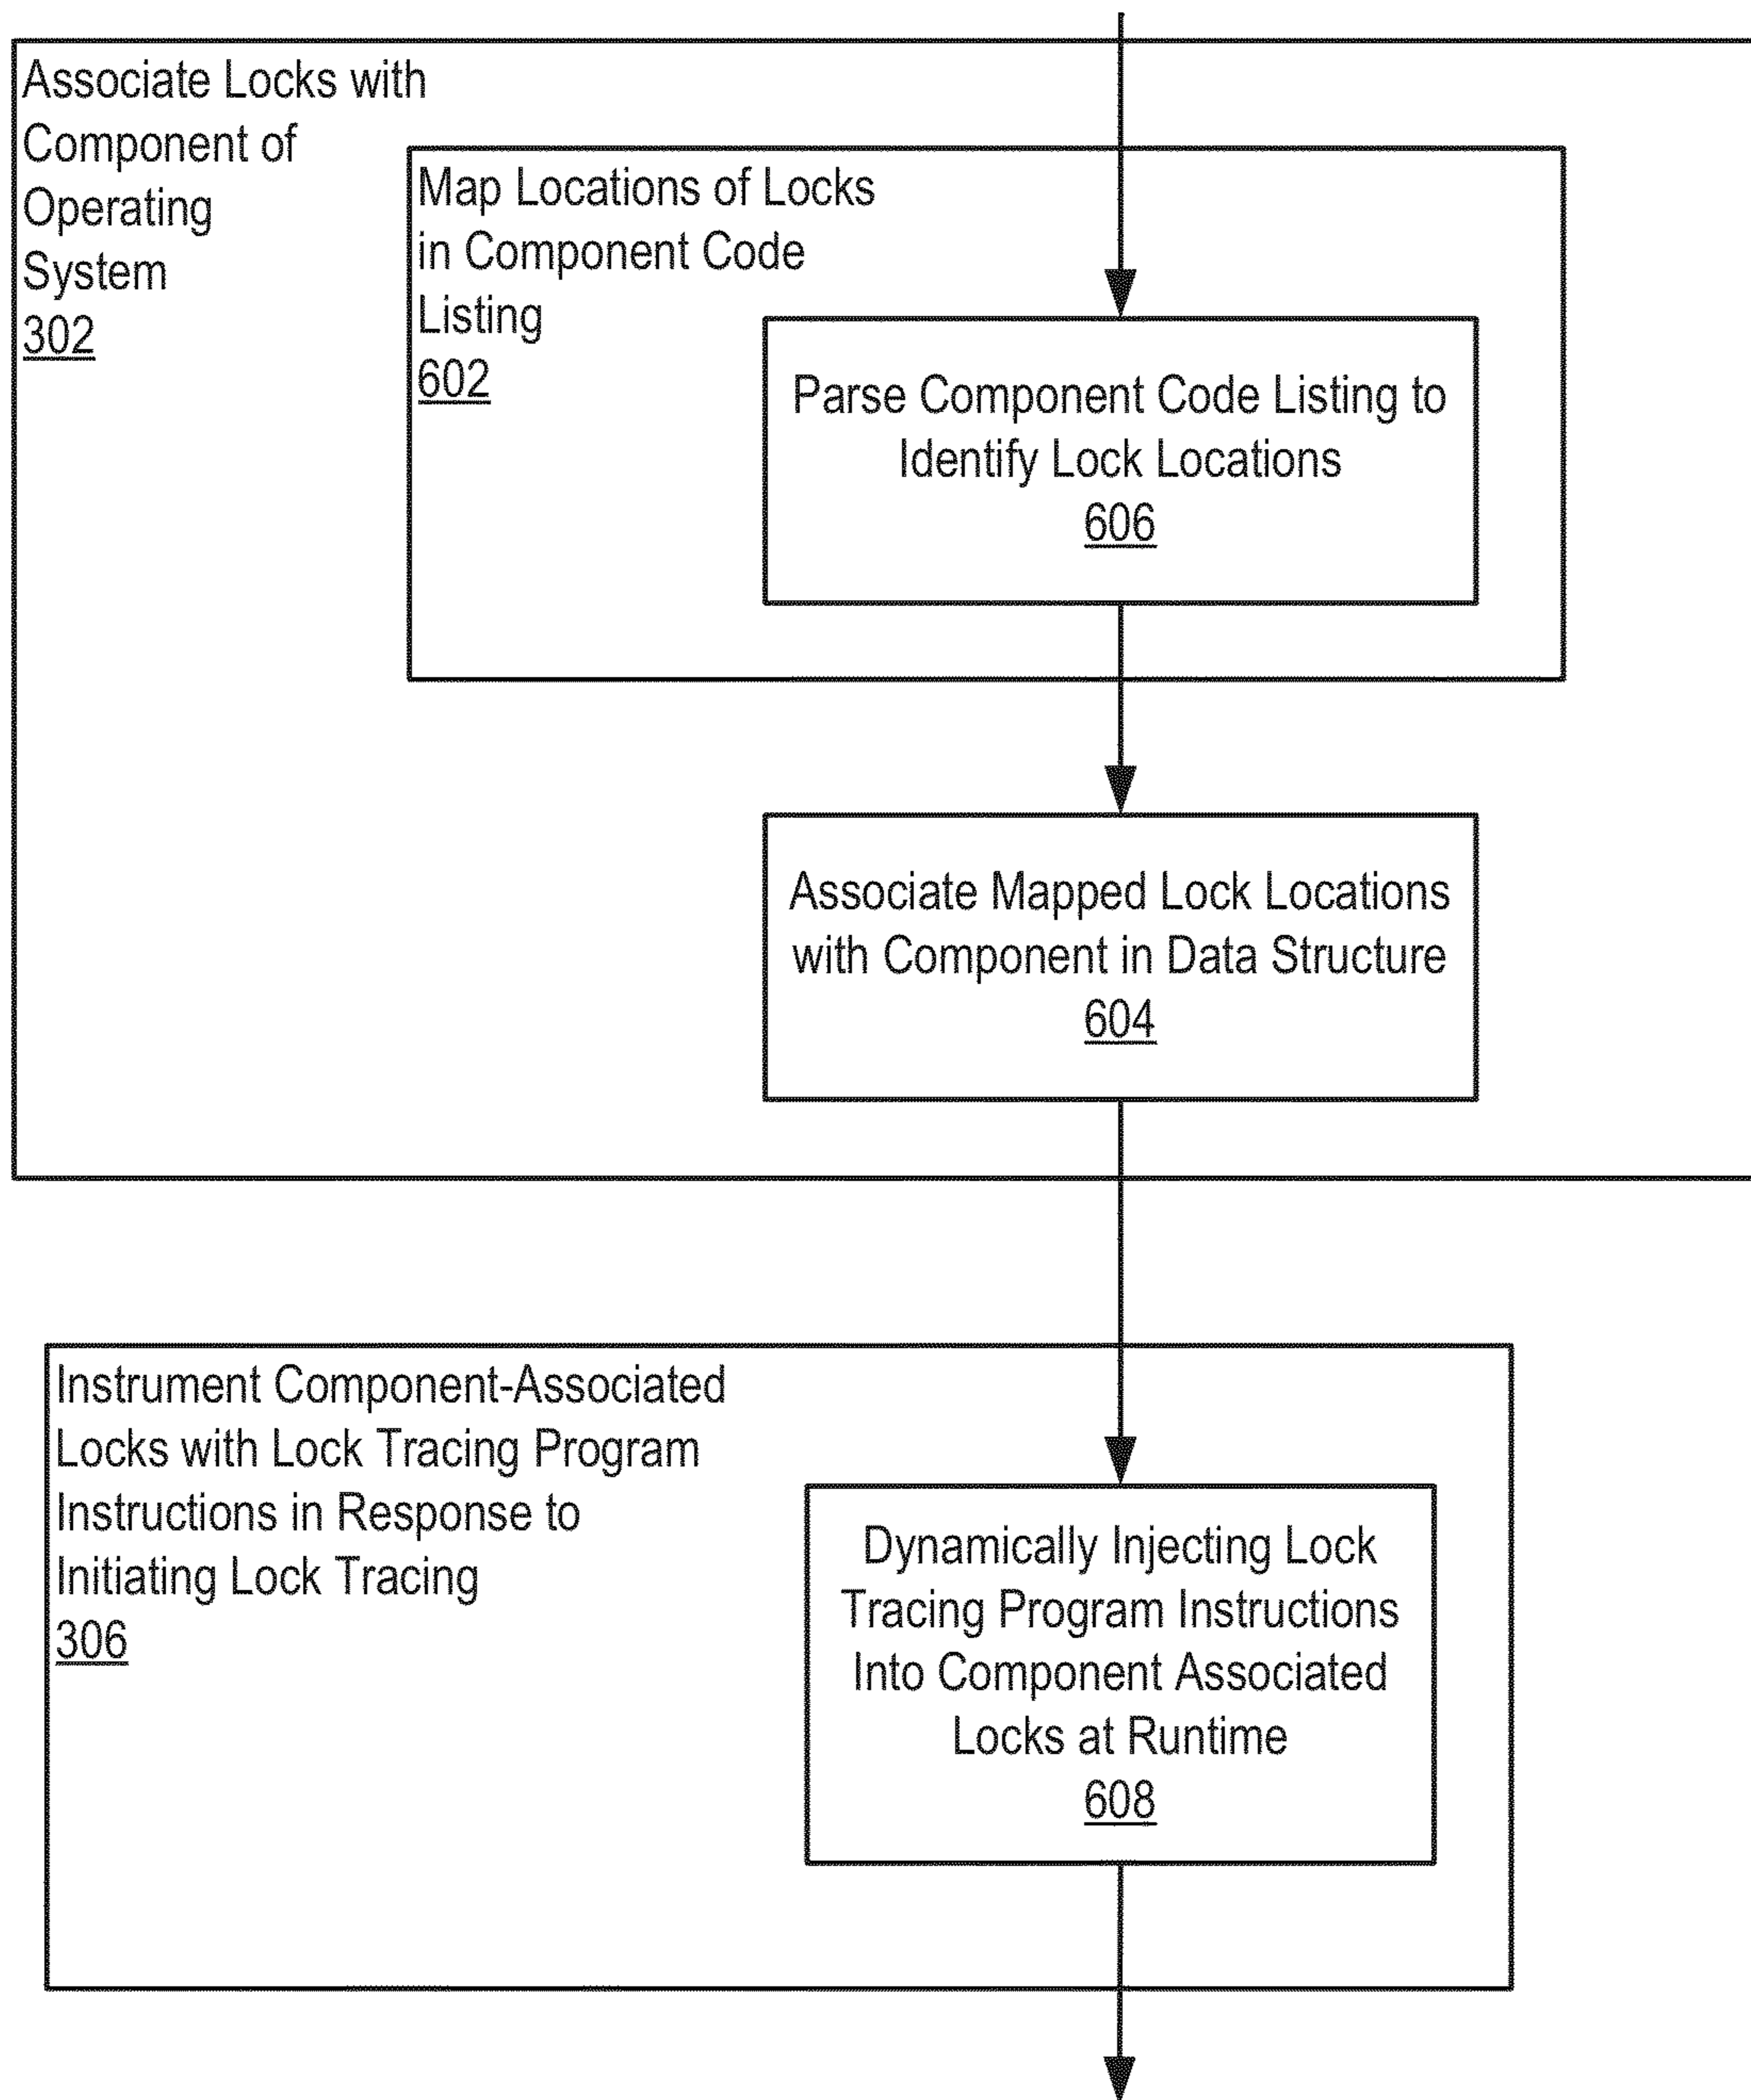 Associate Locks with
Component of
Operating
System
302
Map Locations of Locks
in Component Code
Listing
602
Parse Component Code Listing to
Identify Lock Locations
606
Associate Mapped Lock Locations
with Component in Data Structure
604
Instrument Component-Associated
Locks with Lock Tracing Program
Instructions in Response to
Initiating Lock Tracing
306
Dynamically Injecting Lock
Tracing Program Instructions
Into Component Associated
Locks at Runtime
608